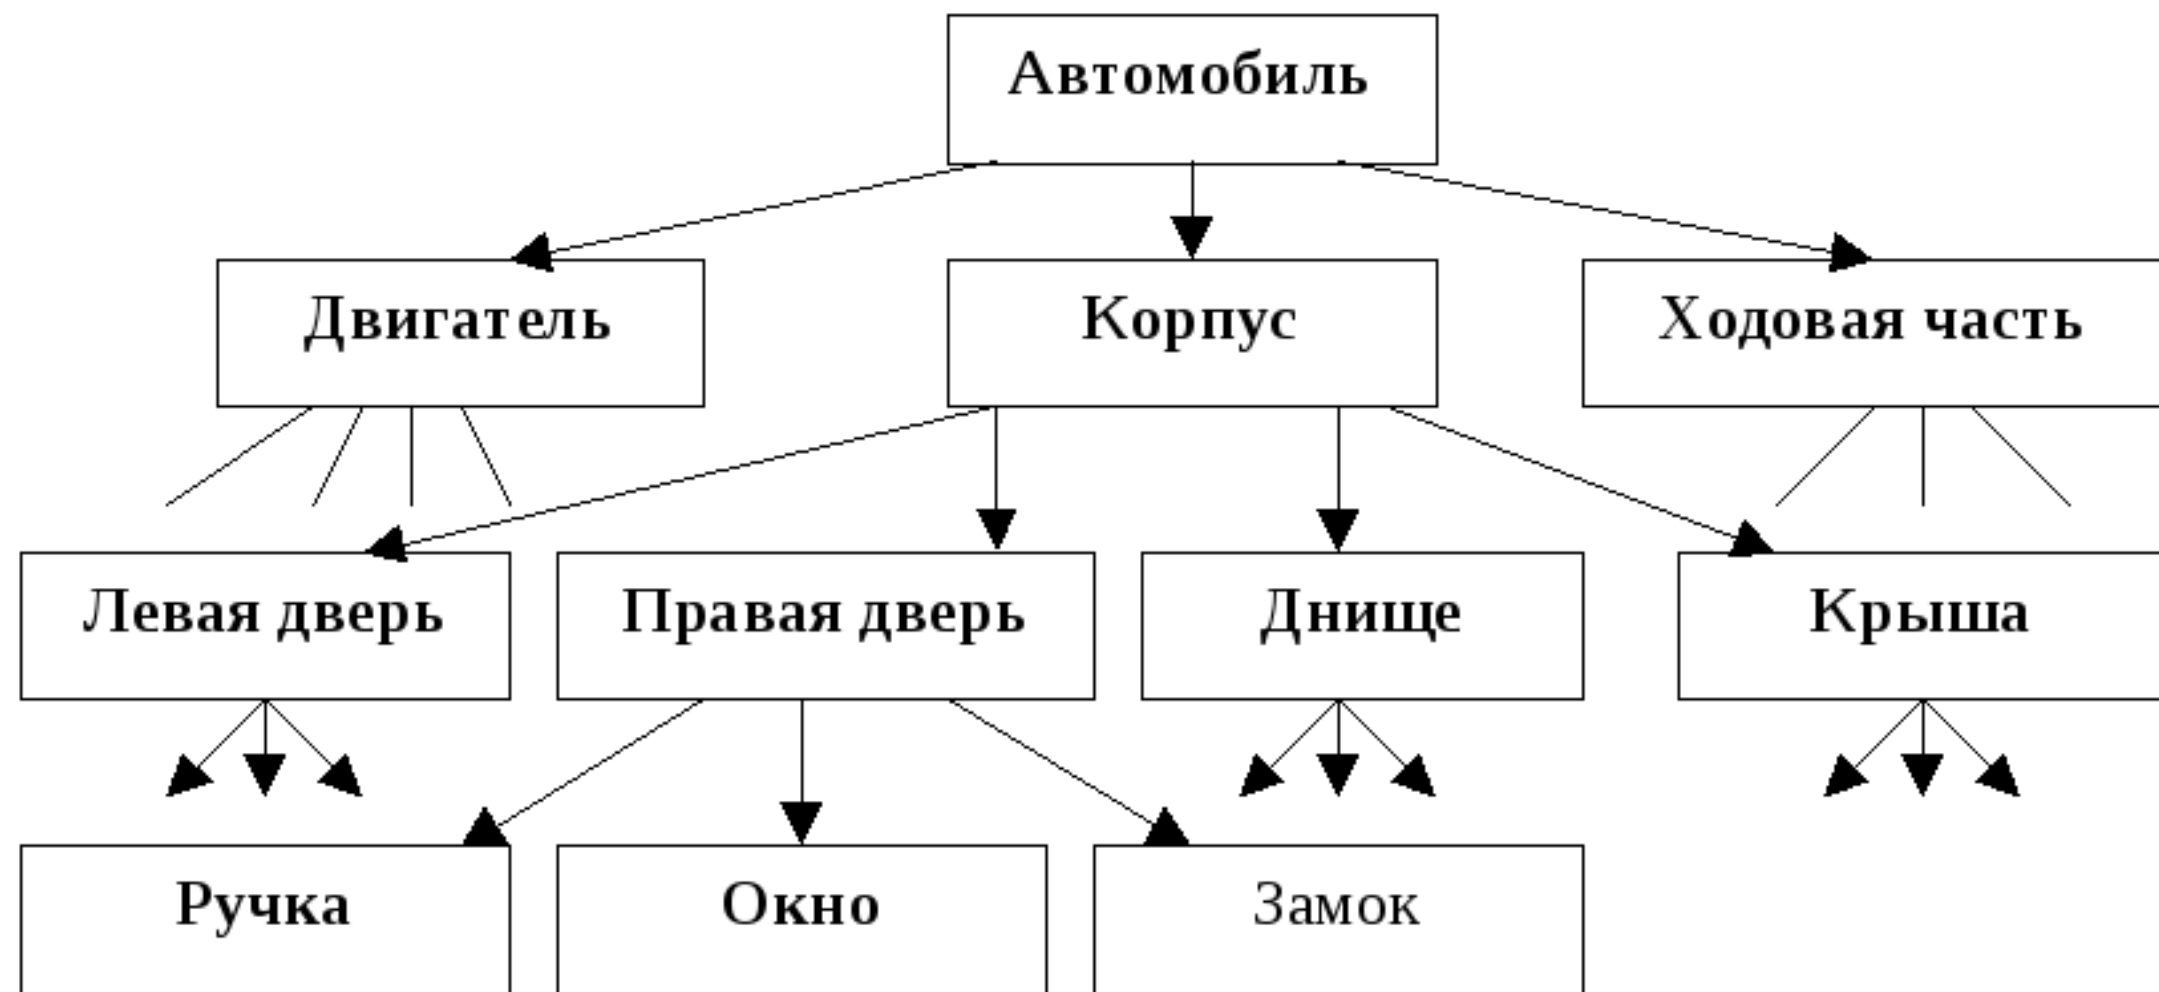 Автомобиль
Двигатель
Корпус
Ходовая часть
Левая дверь
Правая дверь
Днище
Крыша
Ручка
Окно
Замок